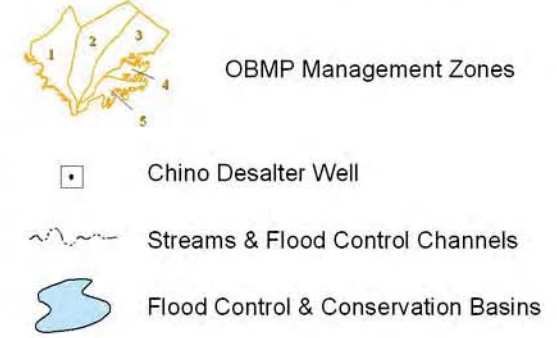 1
2
3
4
5
OBMP Management Zones
Chino Desalter Well
Streams & Flood Control Channels
Flood Control & Conservation Basins